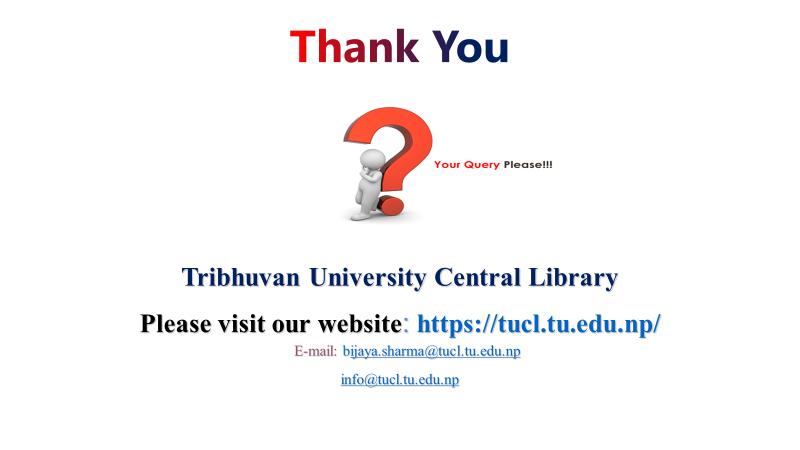 Thank You
Your Query Please!!!
Tribhuvan University Central Library
Please visit our website: https://tucl.tu.edu.np/
E-mail: bijaya.sharma@tucl.tu.edu.np
info@tucl.tu.edu.np